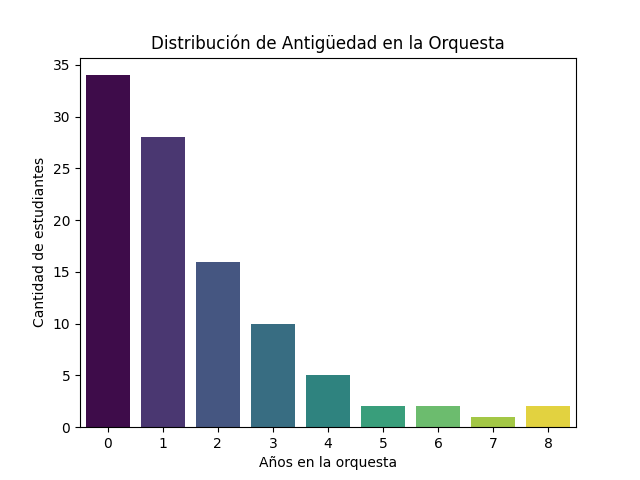 Distribución de Antigüedad en la Orquesta
Cantidad de estudiantes
35
30
25
20
15
10
5
0
0 1 2 3 4 5 6 7 8
Años en la orquesta